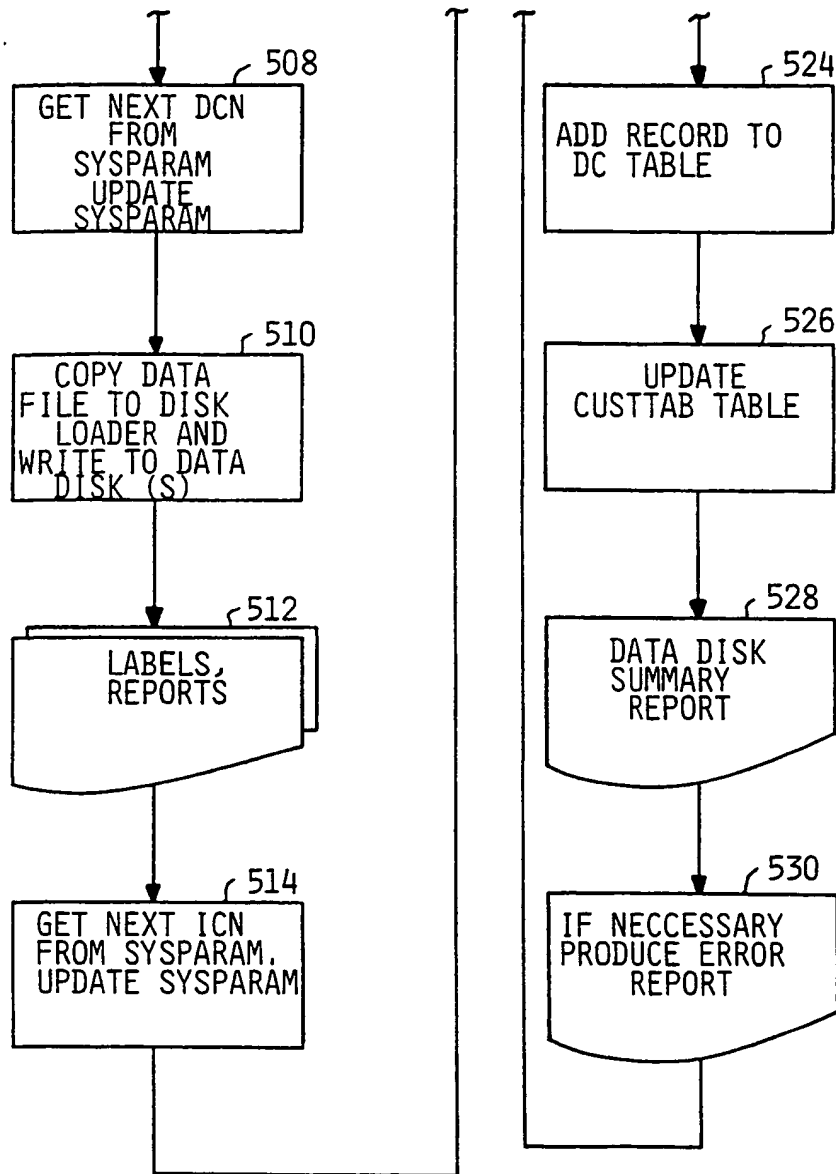 508
GET NEXT DCN
FROM
SYSPARAM
UPDATE
SYSPARAM
510
COPY DATA
FILE TO DISK
LOADER AND
WRITE TO DATA
DISK (S)
512
LABELS,
REPORTS
514
GET NEXT ICN
FROM SYSPARAM.
UPDATE SYSPARAM
524
ADD RECORD TO
DC TABLE
526
UPDATE
CUSTTAB TABLE
528
DATA DISK
SUMMARY
REPORT
530
IF NECCESSARY
PRODUCE ERROR
REPORT